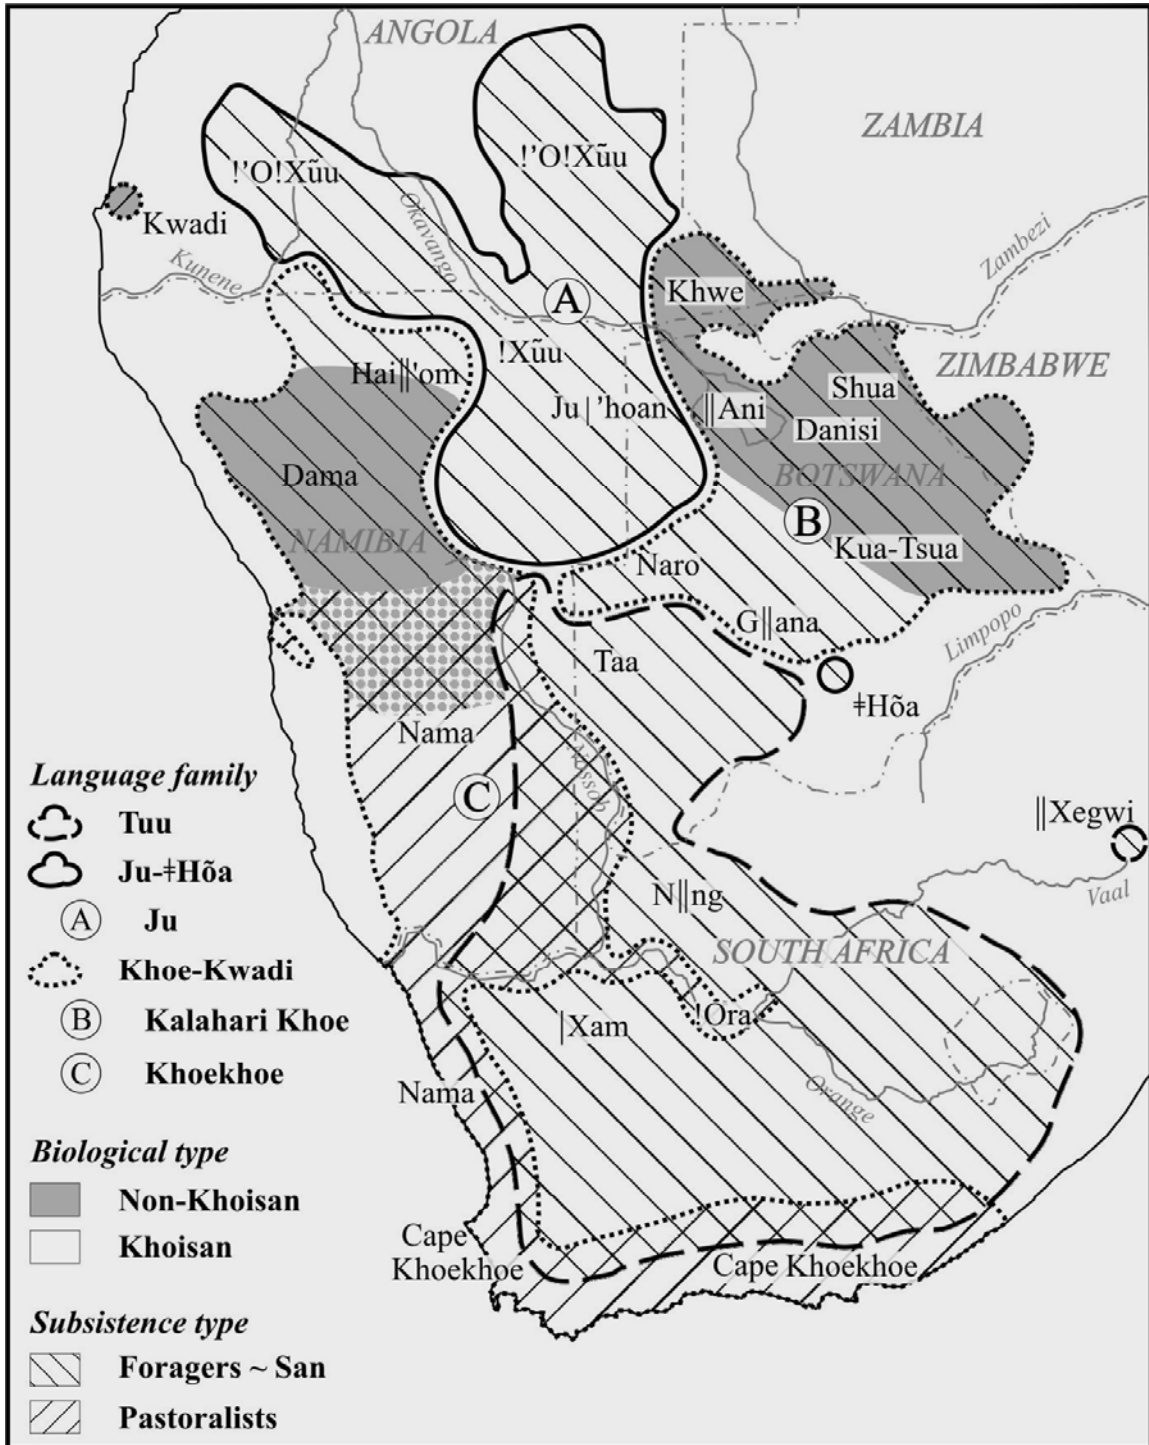 ANGOLA
ZAMBIA
!’O!Xũu
!’O!Xũu
Okavango
Kwadi
Kunene
Zambezi
Khwe
A
!Xũu
ZIMBABWE
Hai‖'om
Ju|’hoan
‖Ani
Shua
Danisi
Dama
BOTSWANA
B
NAMIBIA
Kua-Tsua
Naro
G‖ana
Limpopo
Taa
ǂHõa
Nama
Nossob
C
‖Xegwi
Vaal
N‖ng
SOUTH AFRICA
!Ora
|Xam
Orange
Nama
Cape
Khoekhoe
Cape Khoekhoe
Language family
Tuu
Ju-ǂHõa
A Ju
Khoe-Kwadi
B Kalahari Khoe
C Khoekhoe
Biological type
Non-Khoisan
Khoisan
Subsistence type
Foragers ~ San
Pastoralists